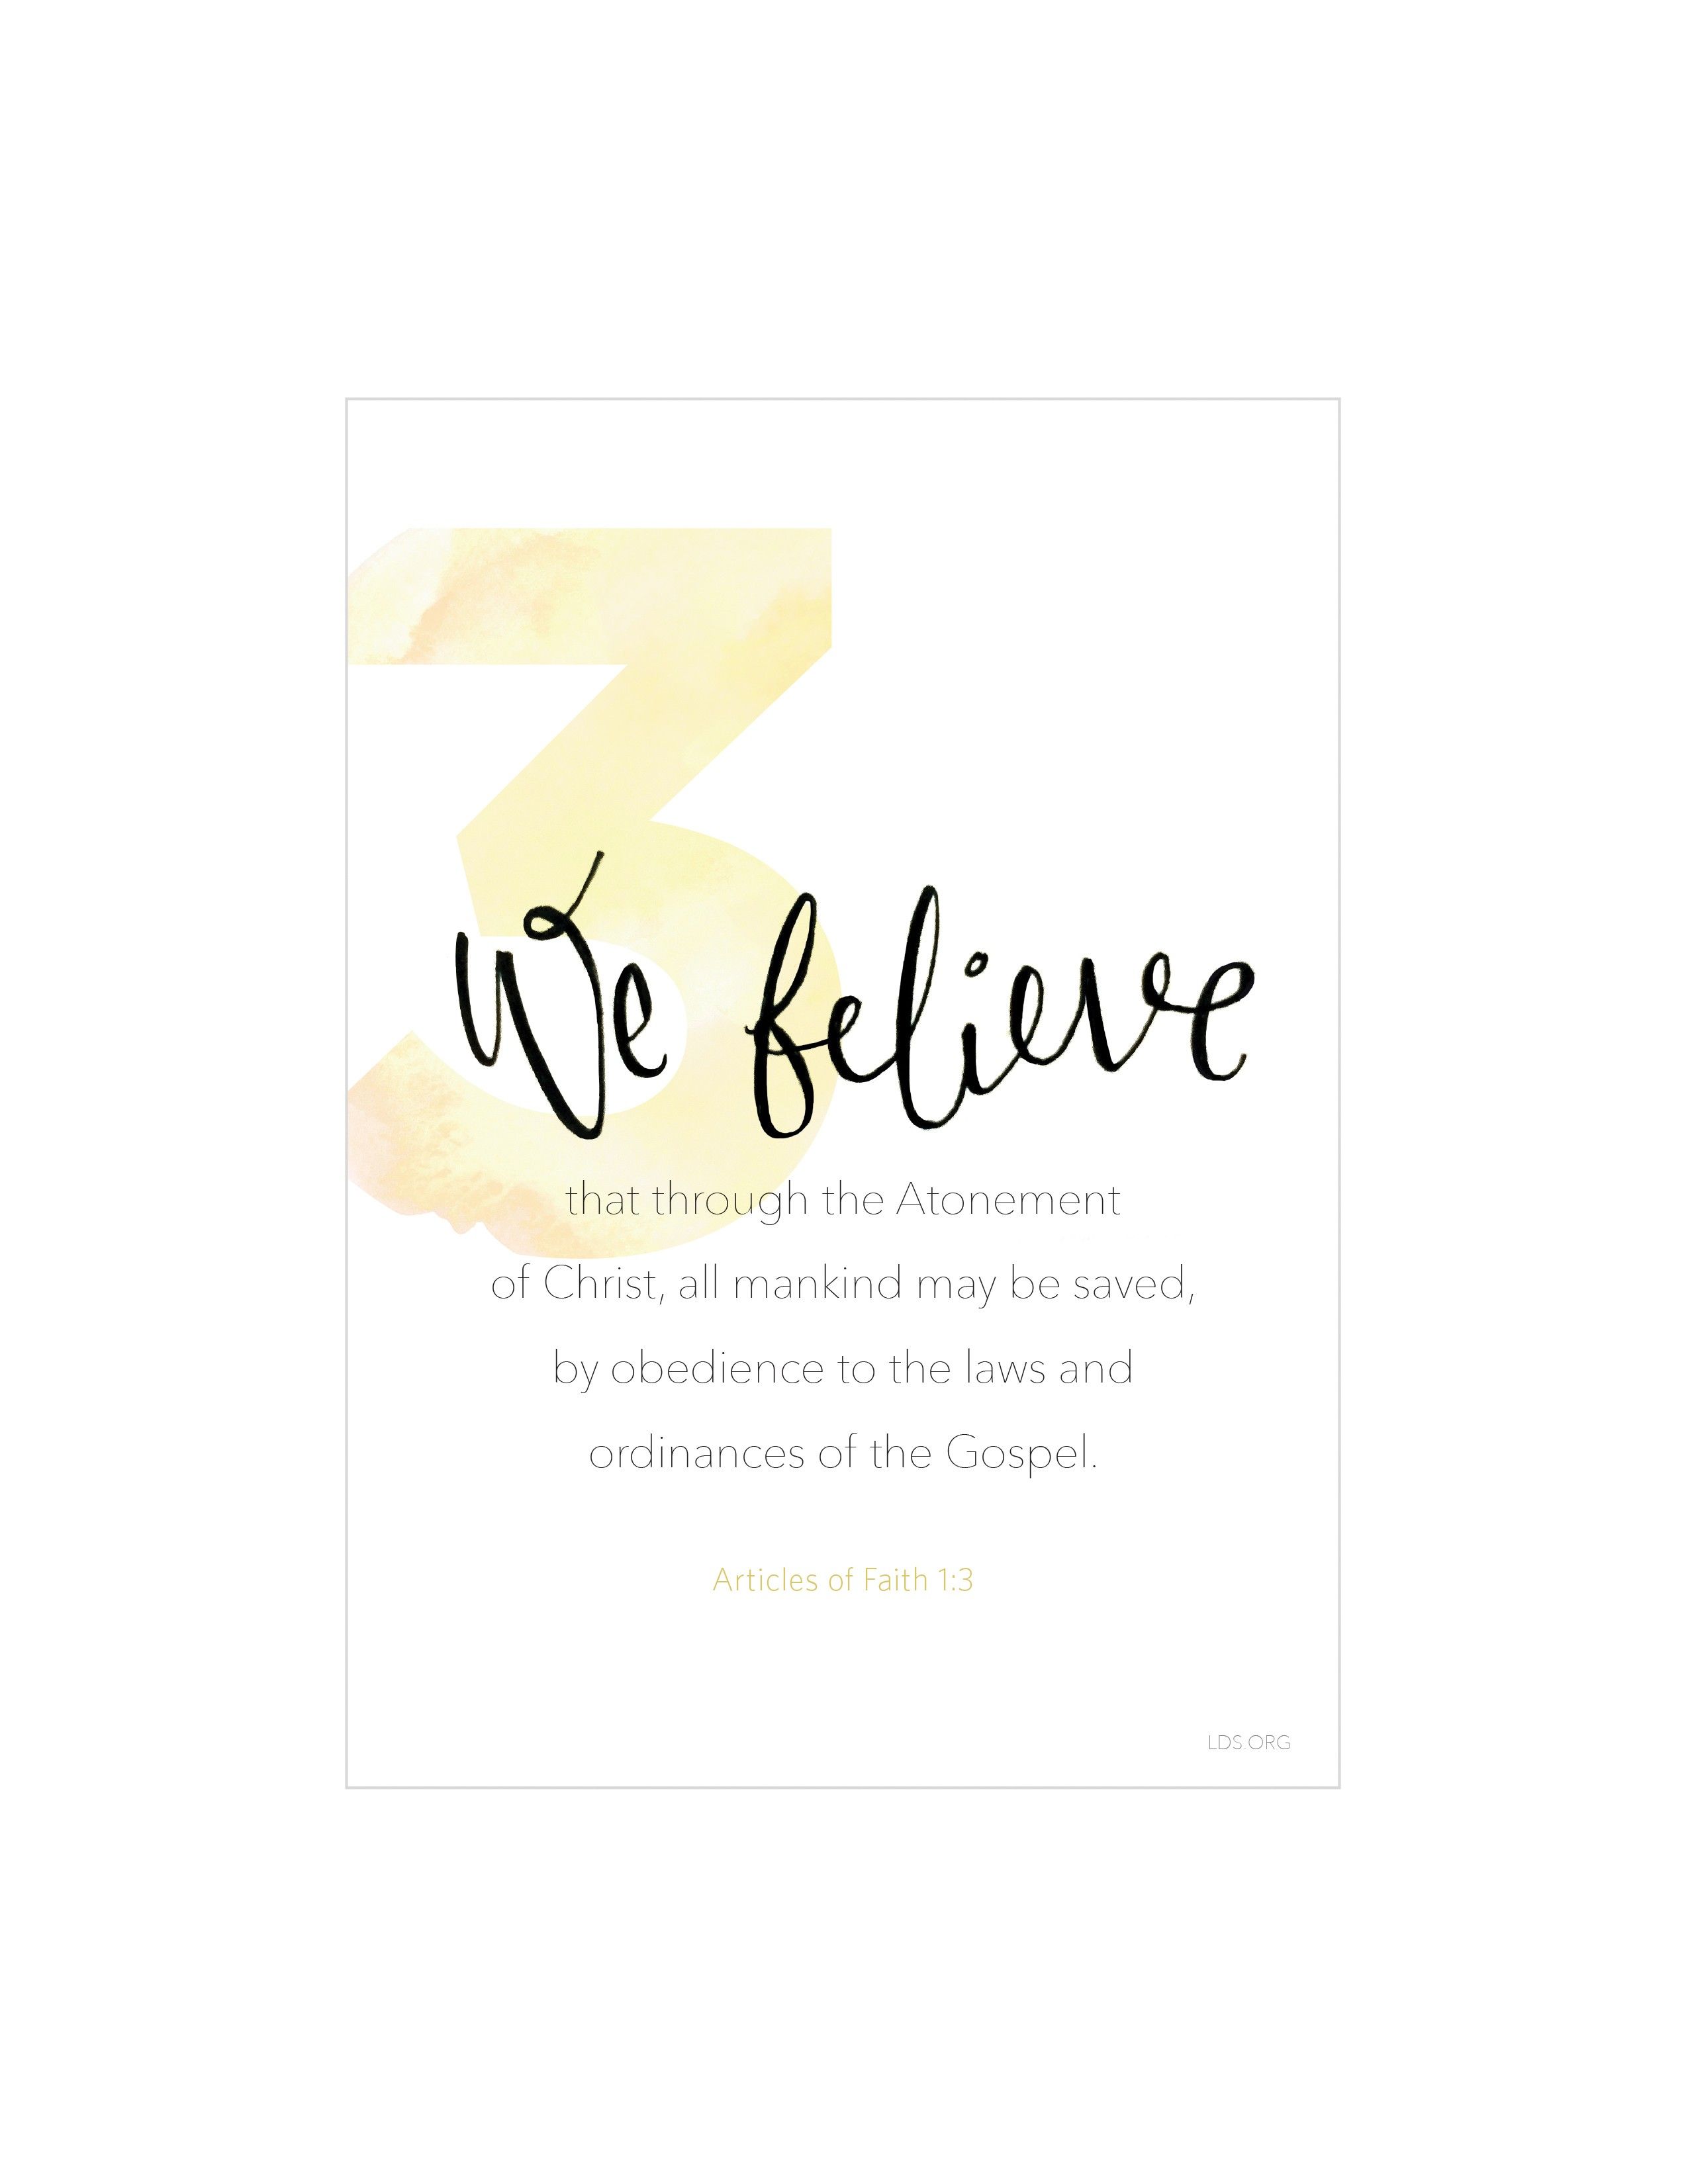 3
We believe
that through the Atonement
of Christ, all mankind may be saved,
by obedience to the laws and
ordinances of the Gospel.
Articles of Faith 1:3
LDS.ORG